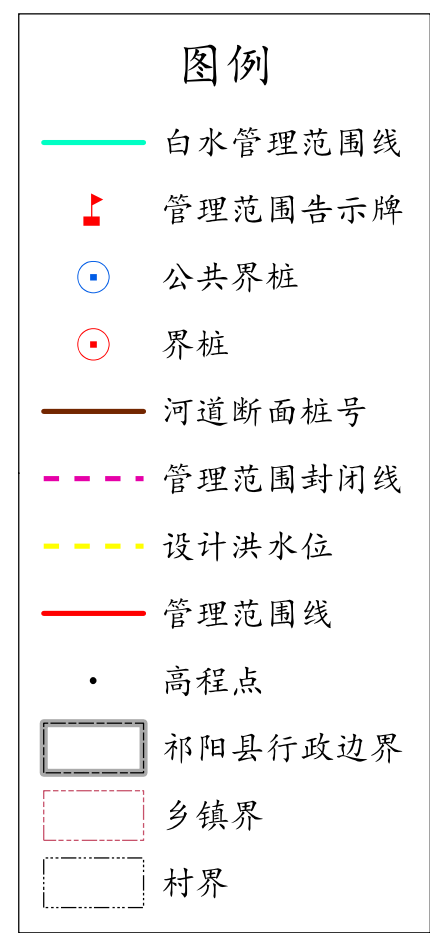 图例
白水管理范围线
管理范围告示牌
公共界桩
界桩
河道断面桩号
管理范围封闭线
设计洪水位
管理范围线
高程点
祁阳县行政边界
乡镇界
村界